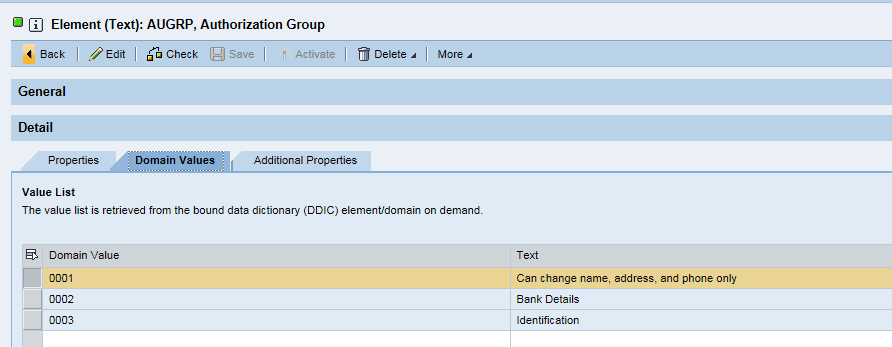 Element (Text): AUGRP, Authorization Group
Back Edit Check Save Activate Delete More
General
Detail
Properties Domain Values Additional Properties
Value List
The value list is retrieved from the bound data dictionary (DDIC) element/domain on demand.
Domain Value Text
0001 Can change name, address, and phone only
0002 Bank Details
0003 Identification